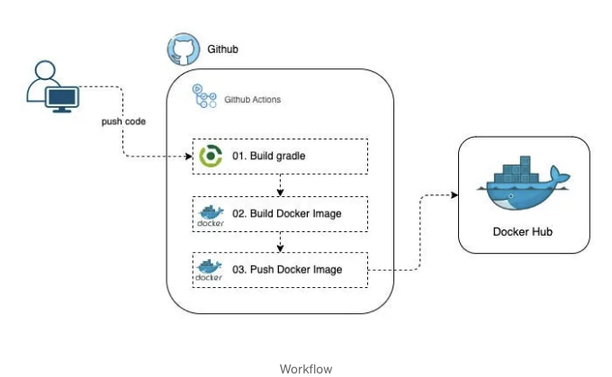 Github
Github Actions
push code
01. Build gradle
02. Build Docker Image
docker
03. Push Docker Image
docker
Docker Hub
Workflow